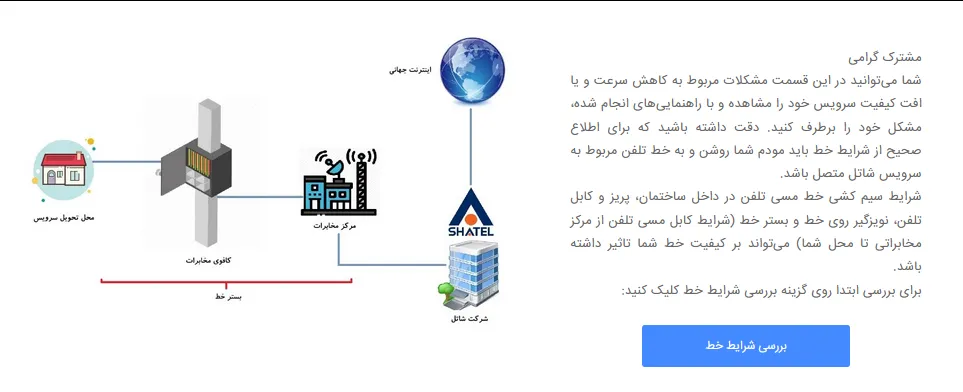 مشترک گرامی
شما می‌توانید در این قسمت مشکلات مربوط به کاهش سرعت و یا
افت کیفیت سرویس خود را مشاهده و با راهنمایی‌های انجام شده،
مشکل خود را برطرف کنید. دقت داشته باشید که برای اطلاع
صحیح از شرایط خط باید مودم شما روشن و به خط تلفن مربوط به
سرویس شاتل متصل باشد.
شرایط سیم کشی خط مسی تلفن در داخل ساختمان، پریز و کابل
تلفن، نویزگیر روی خط و بستر خط (شرایط کابل مسی تلفن از مرکز
مخابراتی تا محل شما) می‌تواند بر کیفیت خط شما تاثیر داشته
باشد.
برای بررسی ابتدا روی گزینه بررسی شرایط خط کلیک کنید:
بررسی شرایط خط
اینترنت جهانی
SHATEL
شرکت شاتل
مرکز مخابرات
کافوی مخابرات
محل تحویل سرویس
بستر خط